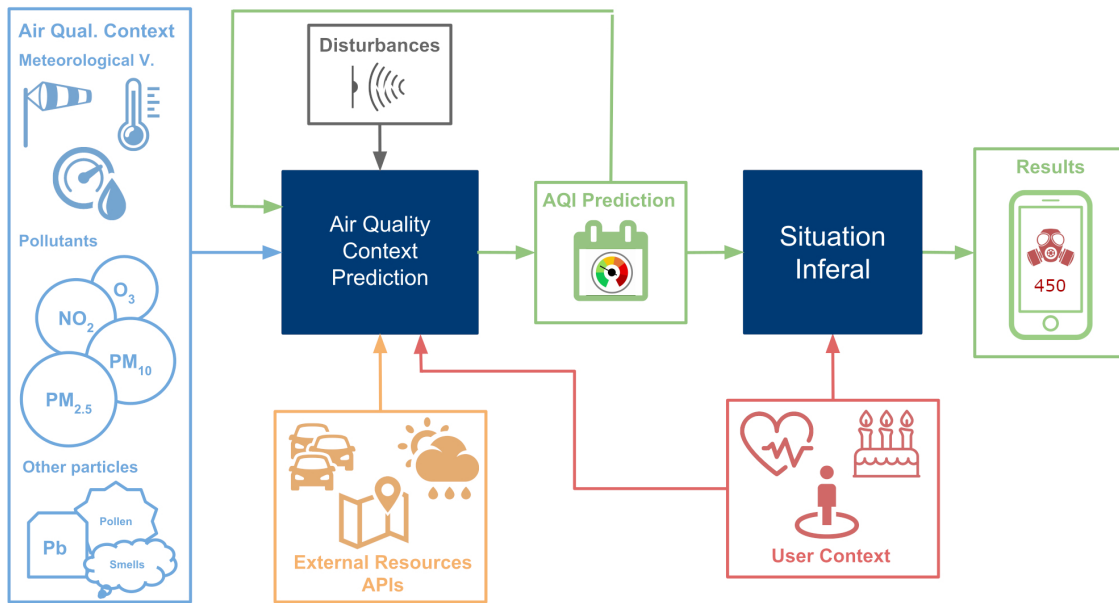 Air Qual. Context
Meteorological V.
Pollutants
O3
NO2
PM10
PM2.5
Other particles
Pollen
Pb
Smells
Disturbances
Air Quality
Context
Prediction
External Resources
APIs
AQI Prediction
Situation
Inferal
User Context
Results
450